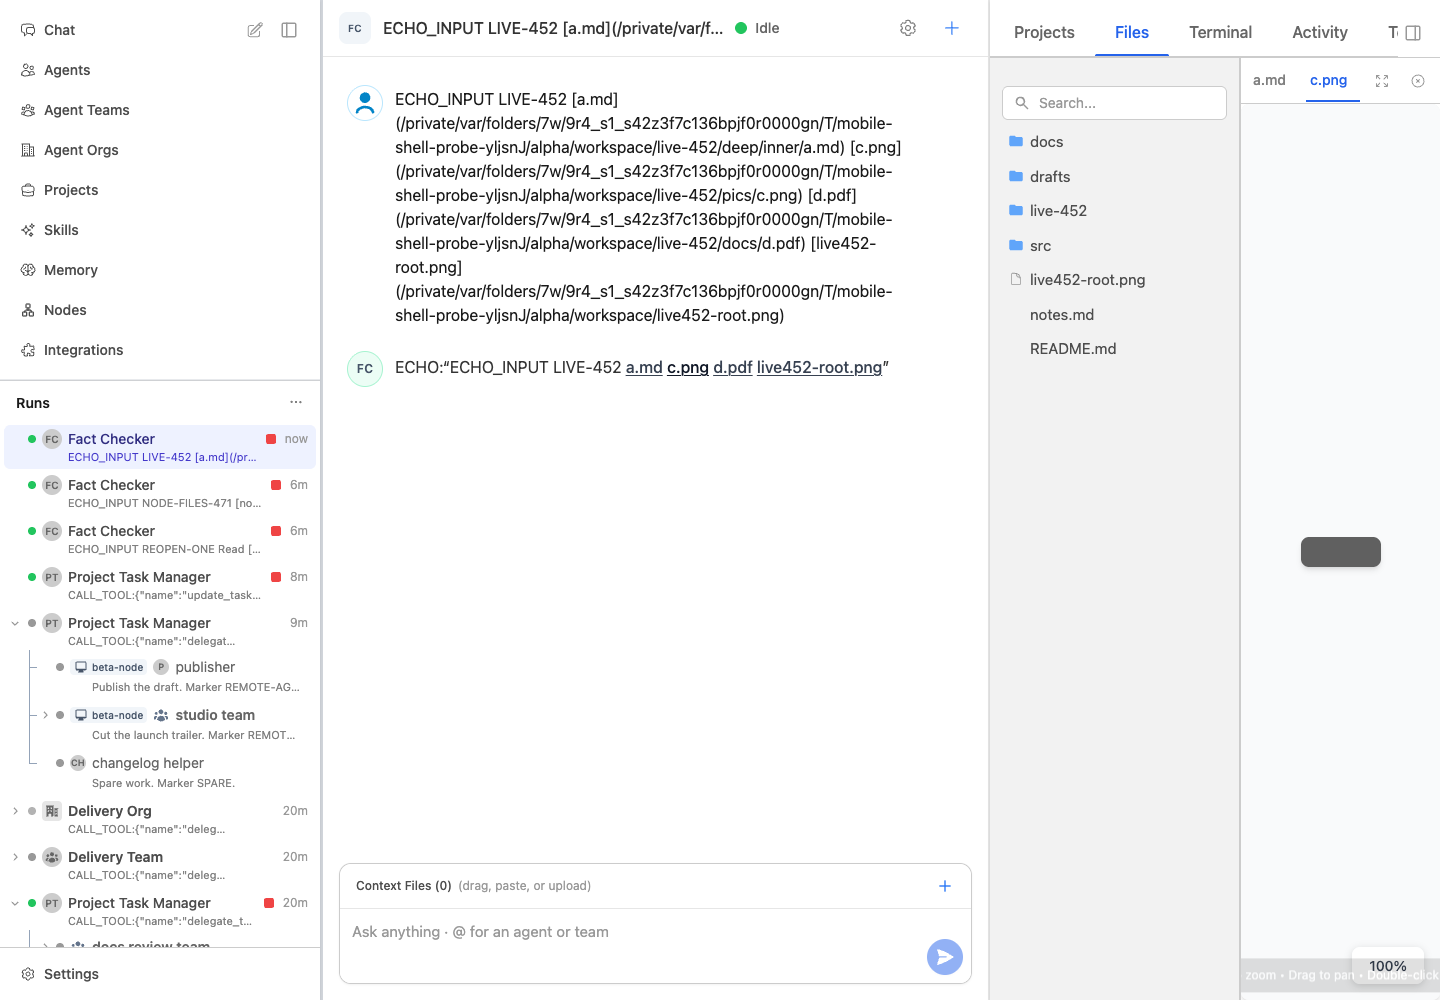 Chat
Agents
Agent Teams
Agent Orgs
Projects
Skills
Memory
Nodes
Integrations
Runs
Fact Checker
now
ECHO_INPUT LIVE-452 [a.md](/pr...
Fact Checker
6m
ECHO_INPUT NODE-FILES-471 [no...
Fact Checker
6m
ECHO_INPUT REOPEN-ONE Read [...
Project Task Manager
8m
CALL_TOOL:{"name":"update_task...
Project Task Manager
9m
CALL_TOOL:{"name":"delegat...
beta-node P publisher
Publish the draft. Marker REMOTE-AG...
beta-node studio team
Cut the launch trailer. Marker REMOT...
CH changelog helper
Spare work. Marker SPARE.
Delivery Org
20m
CALL_TOOL:{"name":"deleg...
Delivery Team
20m
CALL_TOOL:{"name":"deleg...
Project Task Manager
20m
CALL_TOOL:{"name":"delegate_t...
docs review team
Settings
FC
ECHO_INPUT LIVE-452 [a.md](/private/var/f...
Idle
ECHO_INPUT LIVE-452 [a.md]
(/private/var/folders/7w/9r4_s1_s42z3f7c136bpjf0r0000gn/T/mobile-
shell-probe-yljsnJ/alpha/workspace/live-452/deep/inner/a.md) [c.png]
(/private/var/folders/7w/9r4_s1_s42z3f7c136bpjf0r0000gn/T/mobile-
shell-probe-yljsnJ/alpha/workspace/live-452/pics/c.png) [d.pdf]
(/private/var/folders/7w/9r4_s1_s42z3f7c136bpjf0r0000gn/T/mobile-
shell-probe-yljsnJ/alpha/workspace/live-452/docs/d.pdf) [live452-
root.png]
(/private/var/folders/7w/9r4_s1_s42z3f7c136bpjf0r0000gn/T/mobile-
shell-probe-yljsnJ/alpha/workspace/live452-root.png)
FC
ECHO:“ECHO_INPUT LIVE-452 a.md c.png d.pdf live452-root.png”
Context Files (0) (drag, paste, or upload)
Ask anything · @ for an agent or team
Projects
Files
Terminal
Activity
Search...
docs
drafts
live-452
src
live452-root.png
notes.md
README.md
a.md
c.png
100%
zoom • Drag to pan • Double-click